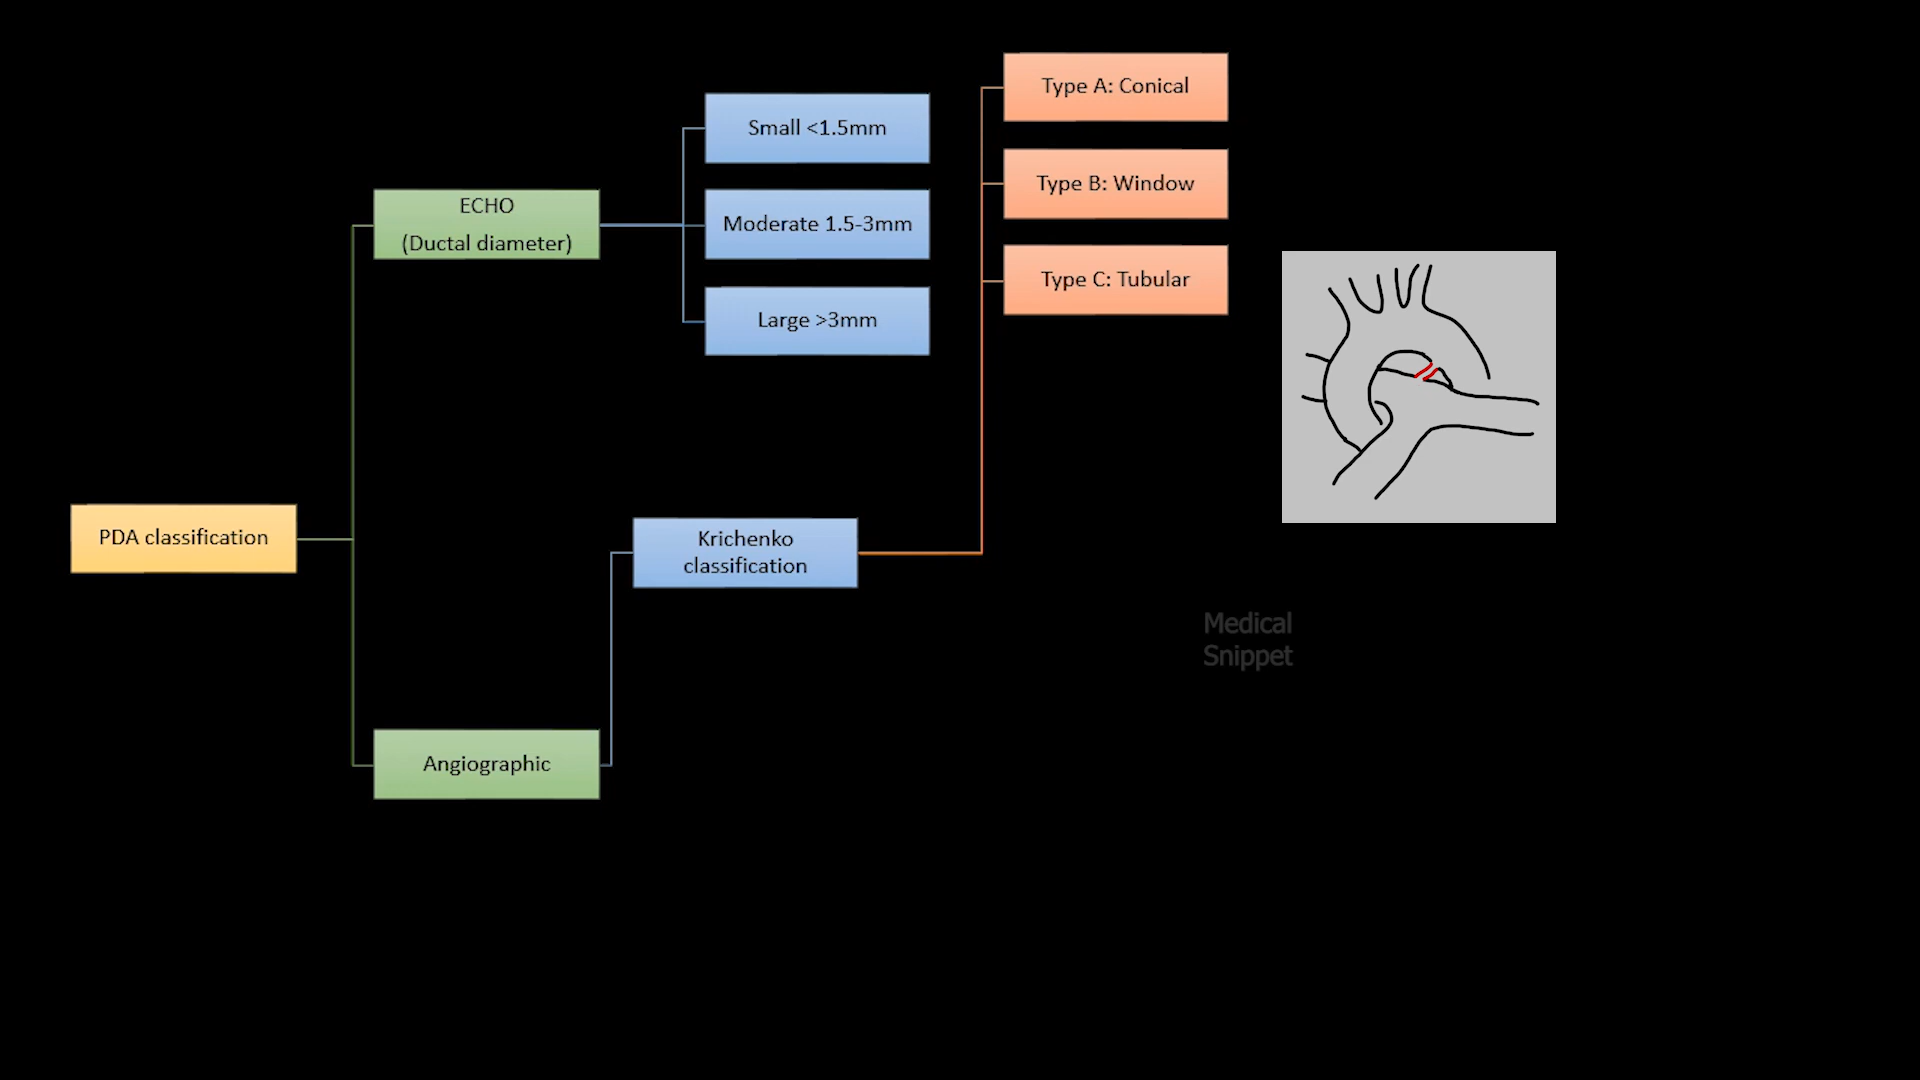 PDA classification
ECHO
(Ductal diameter)
Small <1.5mm
Moderate 1.5-3mm
Large >3mm
Angiographic
Krichenko
classification
Type A: Conical
Type B: Window
Type C: Tubular
Medical
Snippet